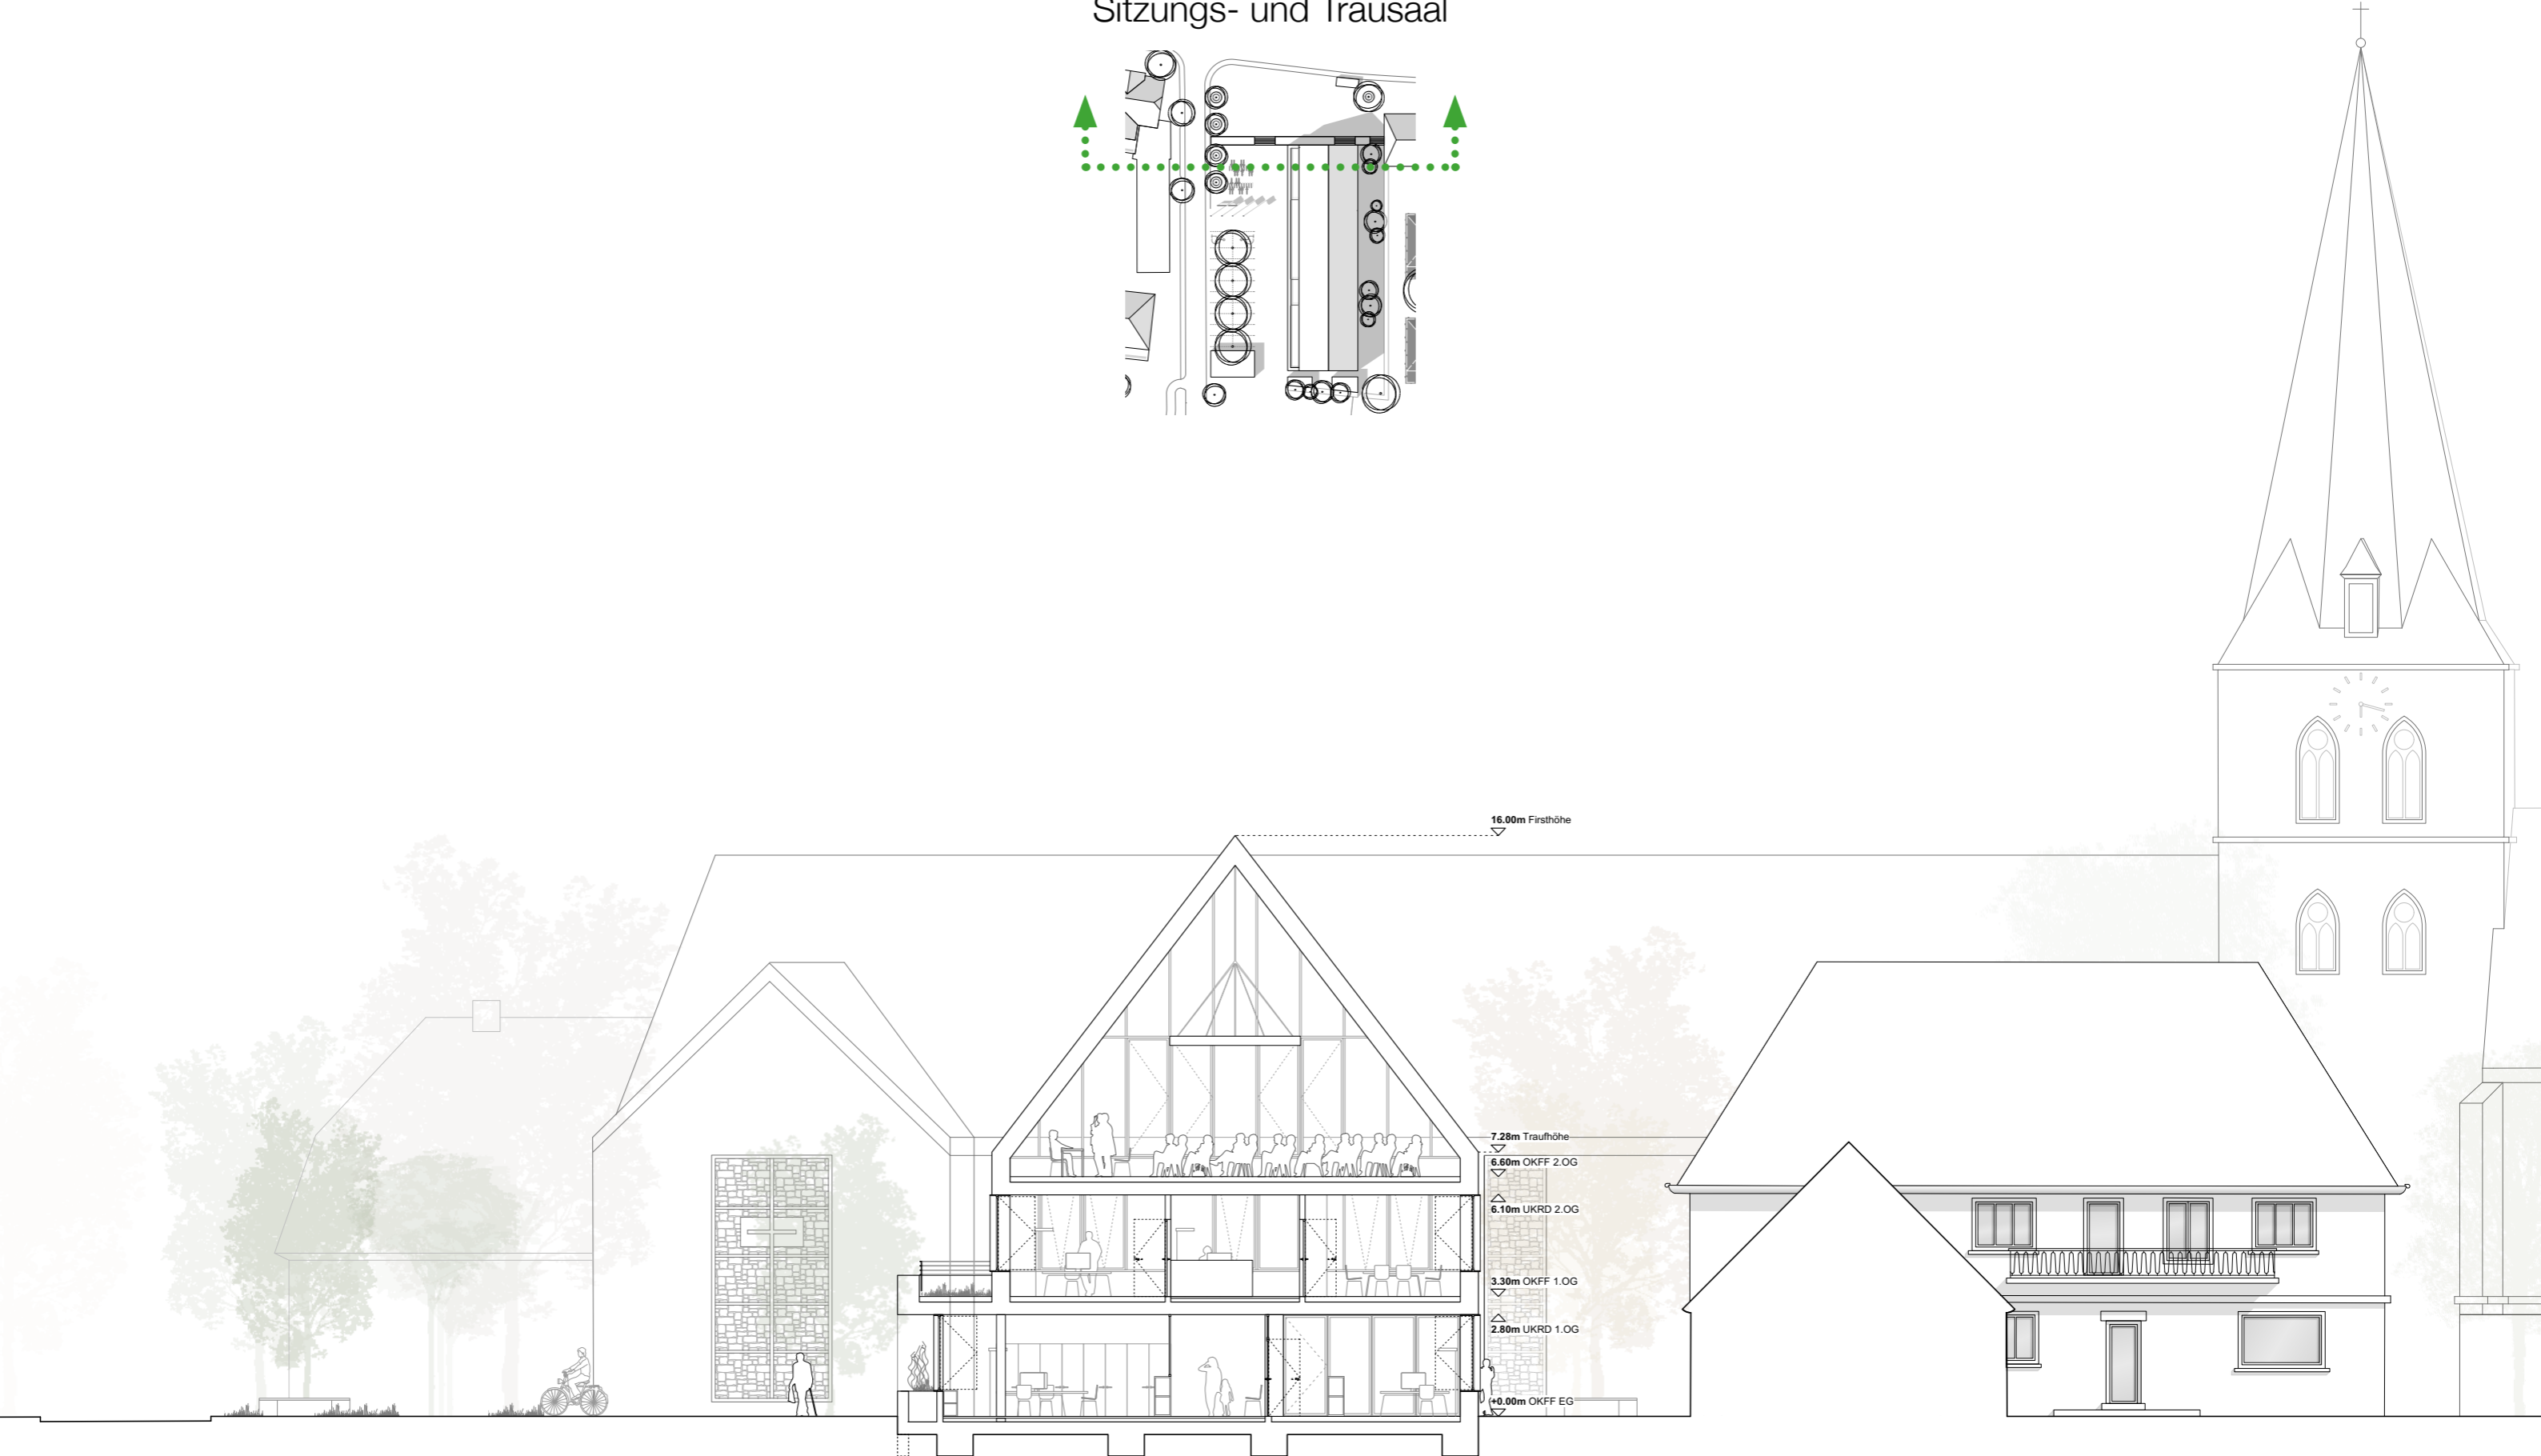 Sitzungs- und Trausaal
16.00m Firsthöhe
7.28m Traufhöhe
6.60m OKFF 2.OG
6.10m UKRD 2.OG
3.30m OKFF 1.OG
2.80m UKRD 1.OG
+0.00m OKFF EG